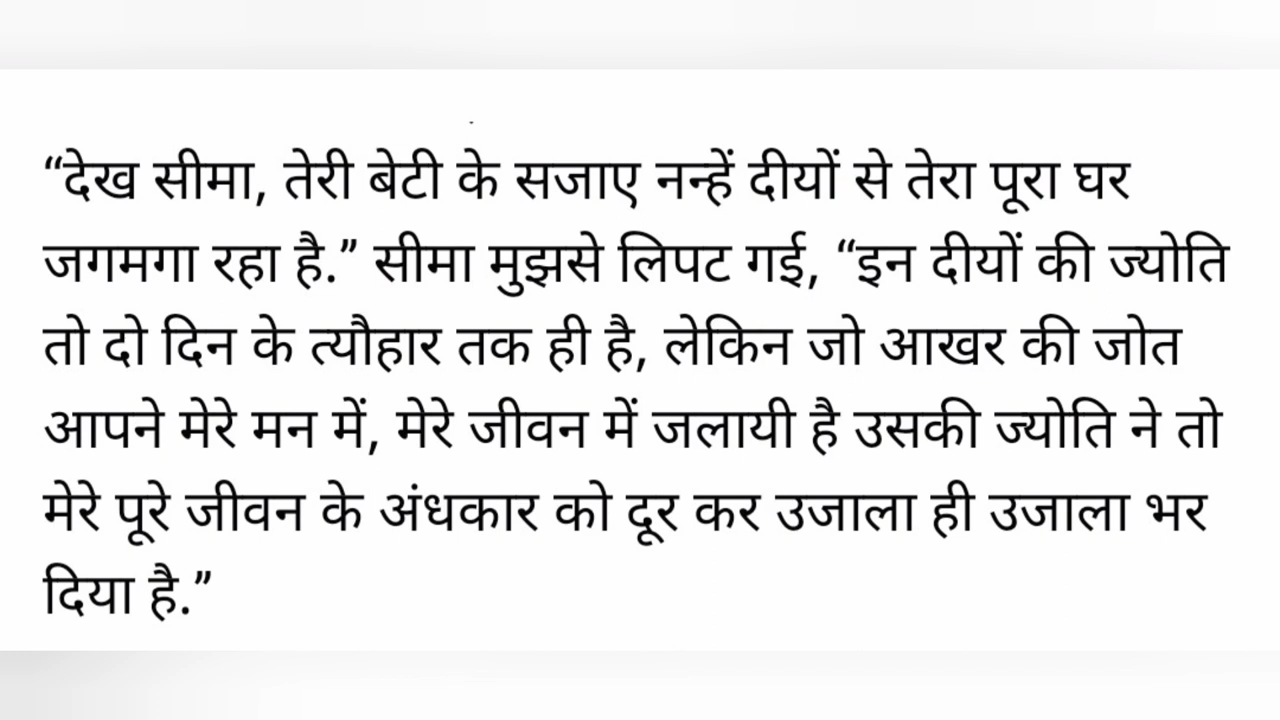 “देख सीमा, तेरी बेटी के सजाए नन्हें दीयों से तेरा पूरा घर
जगमगा रहा है.” सीमा मुझसे लिपट गई, “इन दीयों की ज्योति
तो दो दिन के त्यौहार तक ही है, लेकिन जो आखर की जोत
आपने मेरे मन में, मेरे जीवन में जलायी है उसकी ज्योति ने तो
मेरे पूरे जीवन के अंधकार को दूर कर उजाला ही उजाला भर
दिया है.”